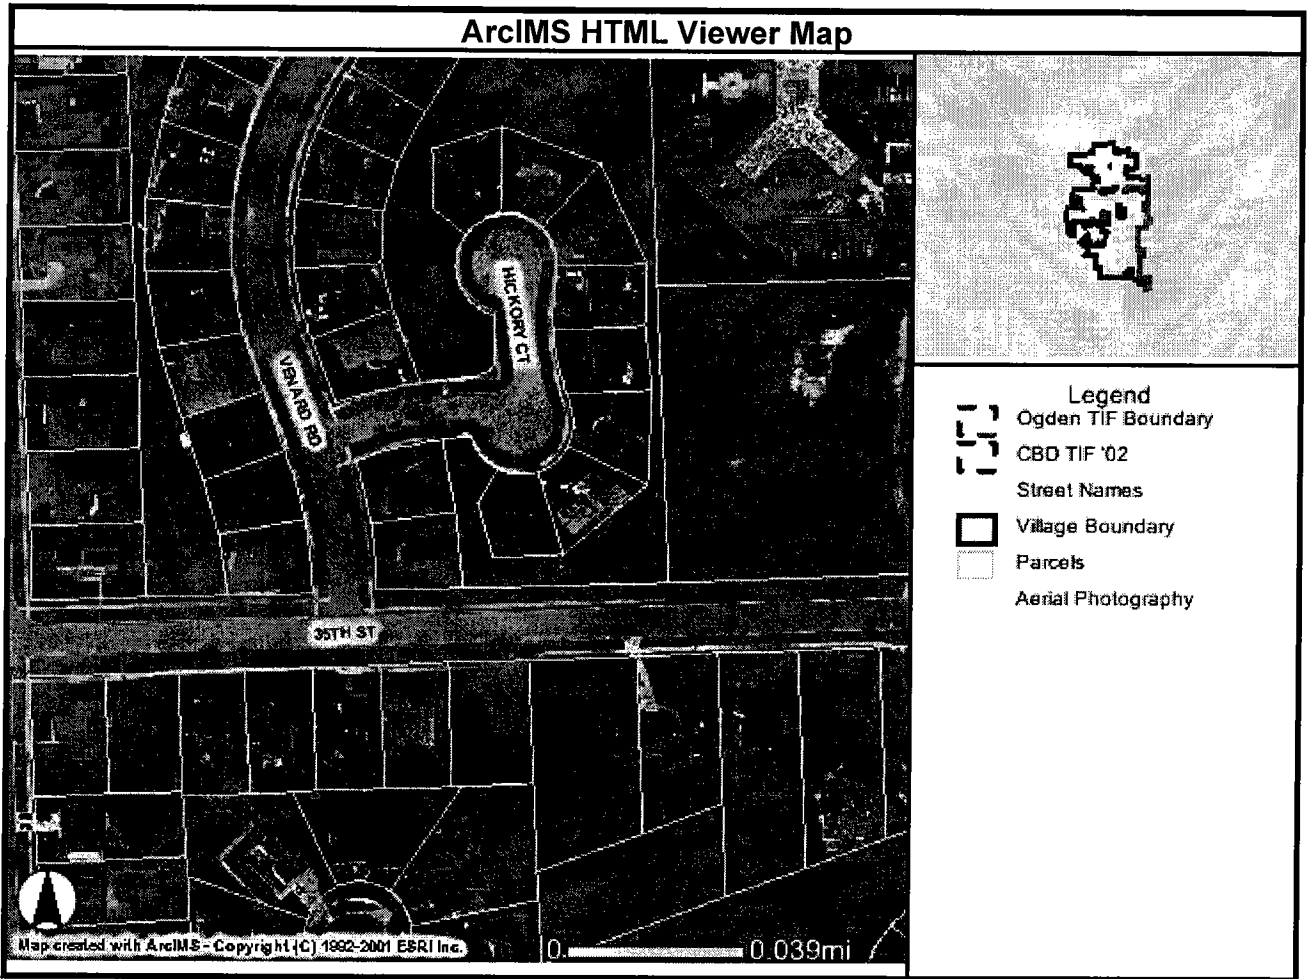 ArcIMS HTML Viewer Map
HICKORY CT
VENARD RD
35TH ST
Map created with ArcIMS - Copyright (C) 1992-2001 ESRI Inc.
0
0.039mi
Legend
Ogden TIF Boundary
CBD TIF '02
Street Names
Village Boundary
Parcels
Aerial Photography